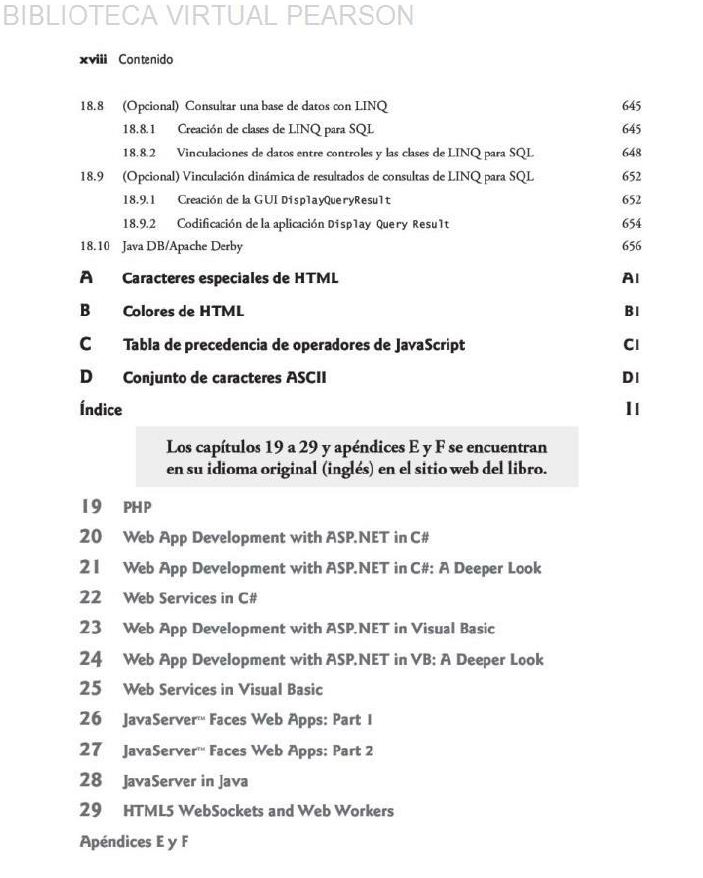 BIBLIOTECA VIRTUAL PEARSON
xviii Contenido
18.8 (Opcional) Consultar una base de datos con LINQ 645
18.8.1 Creación de clases de LINQ para SQL 645
18.8.2 Vinculaciones de datos entre controles y las clases de LINQ para SQL 648
18.9 (Opcional) Vinculación dinámica de resultados de consultas de LINQ para SQL 652
18.9.1 Creación de la GUI DisplayQueryResult 652
18.9.2 Codificación de la aplicación Display Query Result 654
18.10 Java DB/Apache Derby 656
A Caracteres especiales de HTML A1
B Colores de HTML B1
C Tabla de precedencia de operadores de JavaScript C1
D Conjunto de caracteres ASCII D1
Índice I1
Los capítulos 19 a 29 y apéndices E y F se encuentran
en su idioma original (inglés) en el sitio web del libro.
19 PHP
20 Web App Development with ASP.NET in C#
21 Web App Development with ASP.NET in C#: A Deeper Look
22 Web Services in C#
23 Web App Development with ASP.NET in Visual Basic
24 Web App Development with ASP.NET in VB: A Deeper Look
25 Web Services in Visual Basic
26 JavaServer™ Faces Web Apps: Part 1
27 JavaServer™ Faces Web Apps: Part 2
28 JavaServer in Java
29 HTML5 WebSockets and Web Workers
Apéndices E y F